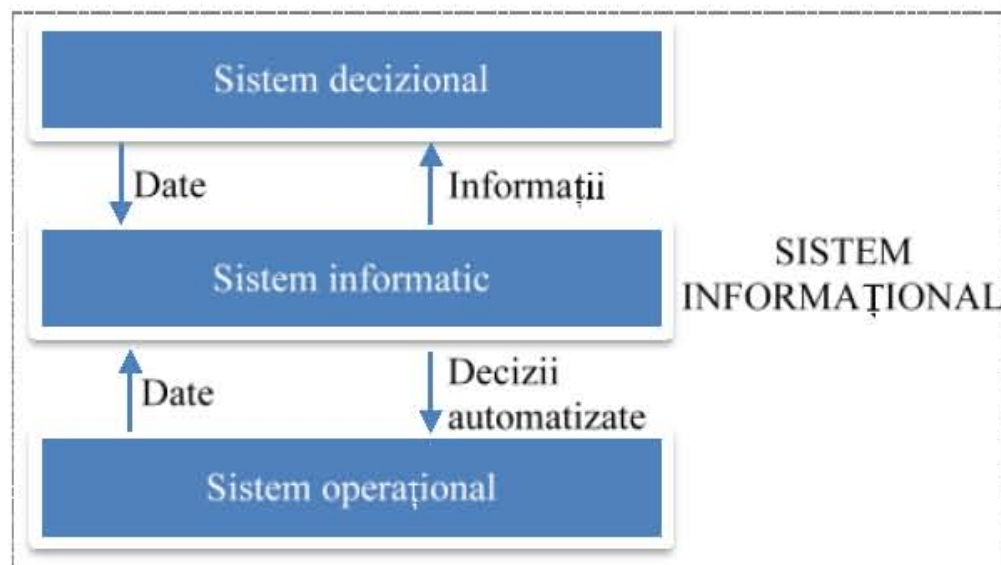 Sistem decizional
Date
Informații
Sistem informatic
SISTEM
INFORMAȚIONAL
Date
Decizii
automatizate
Sistem operațional